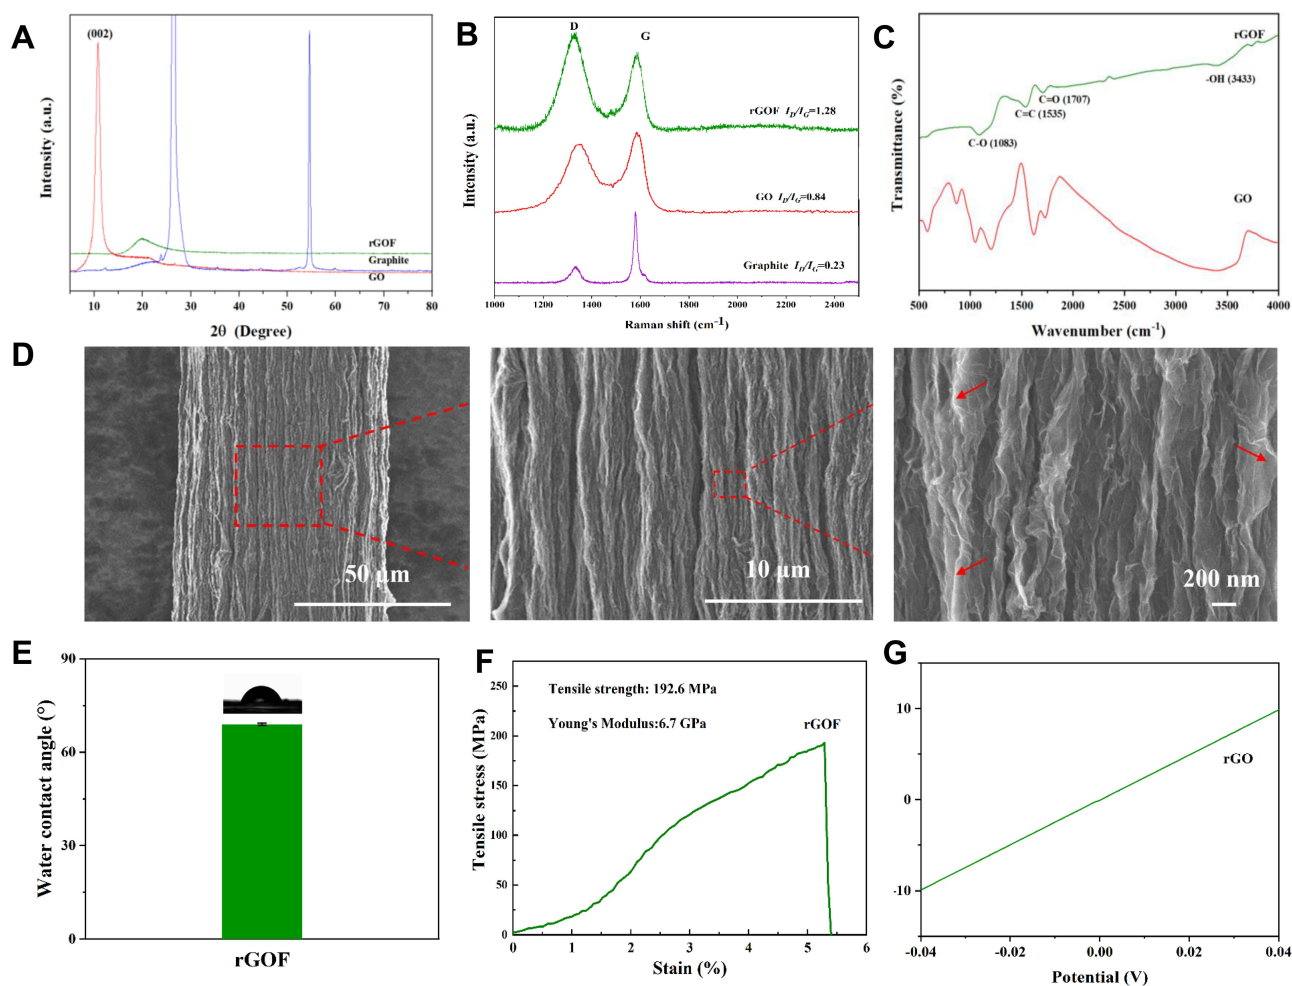 A
(002)
Intensity (a.u.)
rGOF
Graphite
GO
10 20 30 40 50 60 70 80
2θ (Degree)
B
D
G
Intensity (a.u.)
rGOF I_D/I_G=1.28
GO I_D/I_G=0.84
Graphite I_D/I_G=0.23
1000 1200 1400 1600 1800 2000 2200 2400
Raman shift (cm⁻¹)
C
rGOF
-OH (3433)
C=O (1707)
C=C (1535)
C-O (1083)
Transmittance (%)
GO
500 1000 1500 2000 2500 3000 3500 4000
Wavenumber (cm⁻¹)
D
50 μm
10 μm
200 nm
E
90
60
30
0
Water contact angle (°)
rGOF
F
Tensile strength: 192.6 MPa
Young's Modulus:6.7 GPa
rGOF
250
200
150
100
50
0
Tensile stress (MPa)
0 1 2 3 4 5 6
Stain (%)
G
10
0
-10
rGO
-0.04 -0.02 0.00 0.02 0.04
Potential (V)